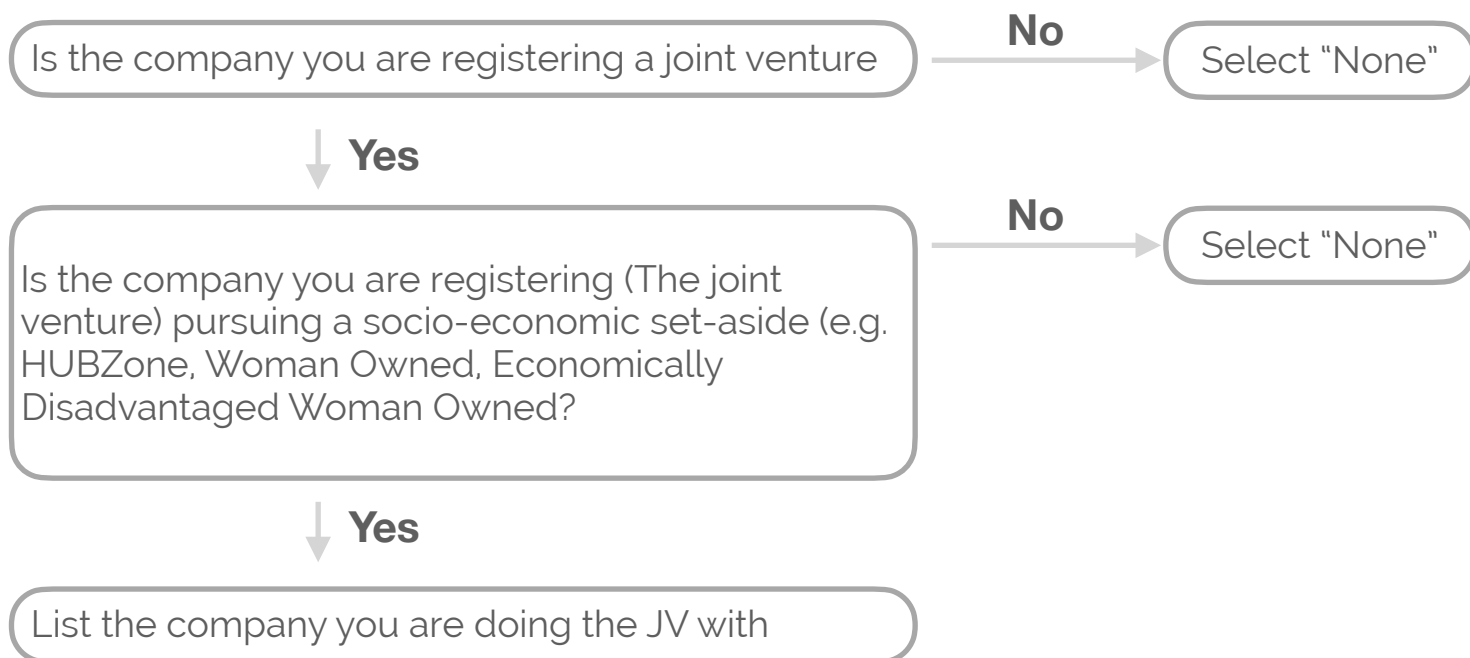 Is the company you are registering a joint venture
No
Select “None”
Yes
Is the company you are registering (The joint
venture) pursuing a socio-economic set-aside (e.g.
HUBZone, Woman Owned, Economically
Disadvantaged Woman Owned?
No
Select “None”
Yes
List the company you are doing the JV with